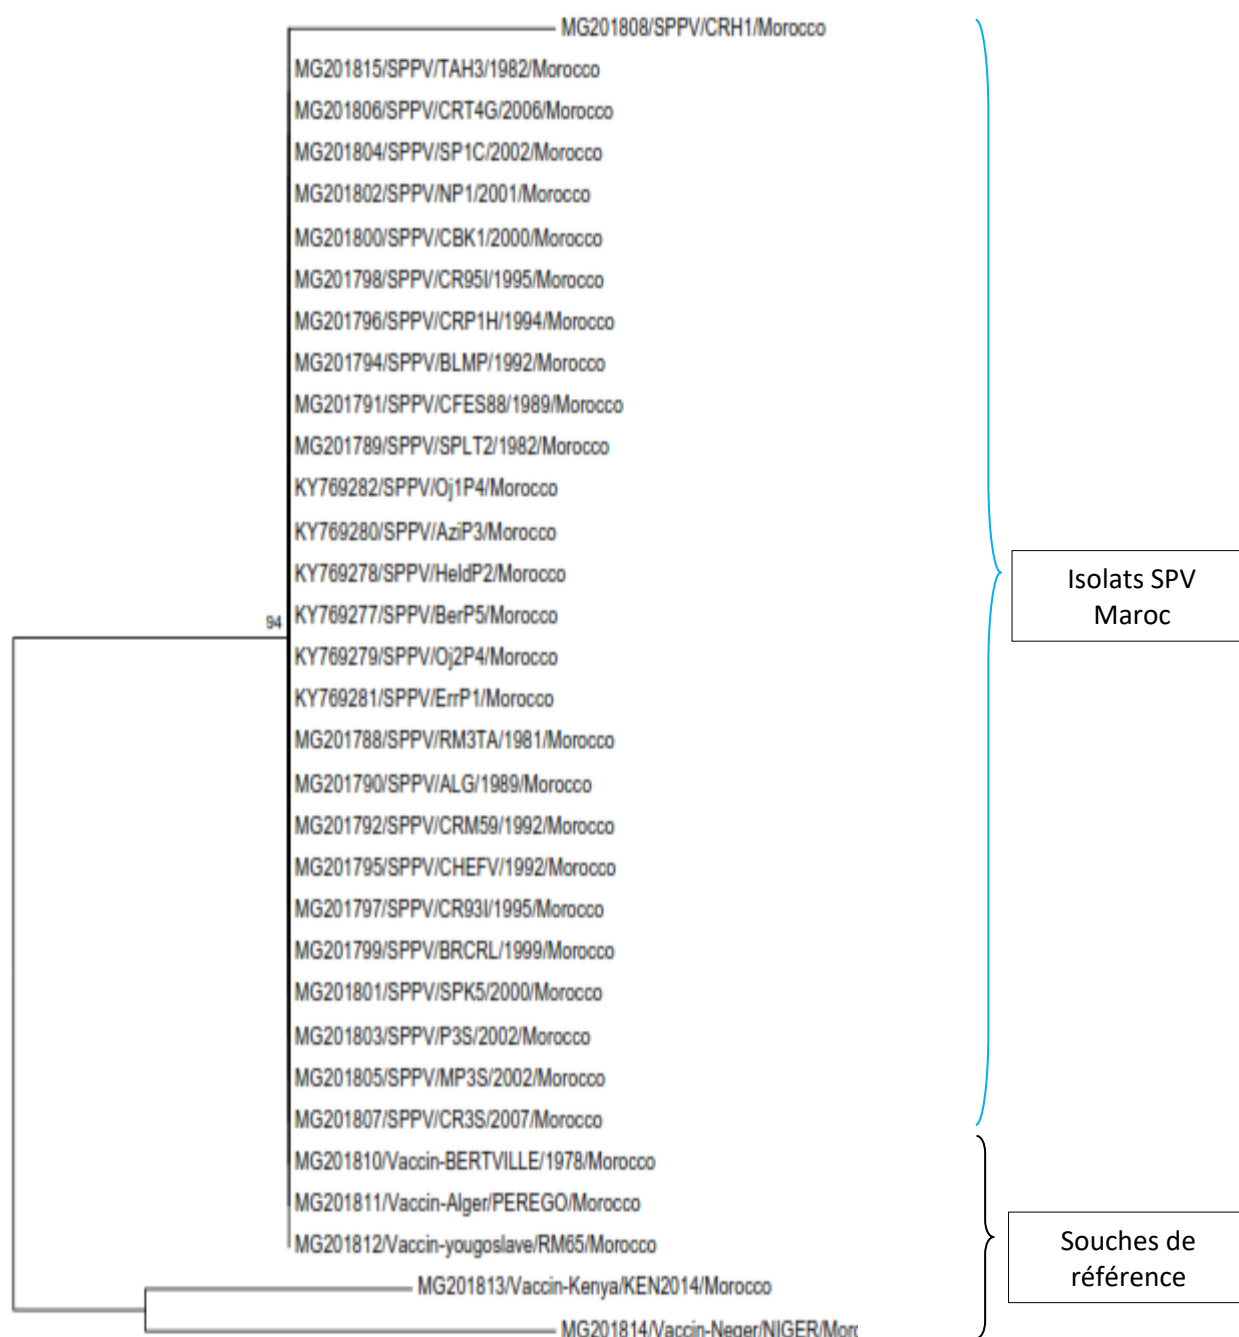 MG201808/SPPV/CRH1/Morocco
MG201815/SPPV/TAH3/1982/Morocco
MG201806/SPPV/CRT4G/2006/Morocco
MG201804/SPPV/SP1C/2002/Morocco
MG201802/SPPV/NP1/2001/Morocco
MG201800/SPPV/CBK1/2000/Morocco
MG201798/SPPV/CR95I/1995/Morocco
MG201796/SPPV/CRP1H/1994/Morocco
MG201794/SPPV/BLMP/1992/Morocco
MG201791/SPPV/CFES88/1989/Morocco
MG201789/SPPV/SPLT2/1982/Morocco
KY769282/SPPV/Oj1P4/Morocco
KY769280/SPPV/AziP3/Morocco
KY769278/SPPV/HeldP2/Morocco
KY769277/SPPV/BerP5/Morocco
94
KY769279/SPPV/Oj2P4/Morocco
KY769281/SPPV/ErrP1/Morocco
MG201788/SPPV/RM3TA/1981/Morocco
MG201790/SPPV/ALG/1989/Morocco
MG201792/SPPV/CRM59/1992/Morocco
MG201795/SPPV/CHEFV/1992/Morocco
MG201797/SPPV/CR93I/1995/Morocco
MG201799/SPPV/BRCRL/1999/Morocco
MG201801/SPPV/SPK5/2000/Morocco
MG201803/SPPV/P3S/2002/Morocco
MG201805/SPPV/MP3S/2002/Morocco
MG201807/SPPV/CR3S/2007/Morocco
MG201810/Vaccin-BERTVILLE/1978/Morocco
MG201811/Vaccin-Alger/PEREGO/Morocco
MG201812/Vaccin-yougoslave/RM65/Morocco
MG201813/Vaccin-Kenya/KEN2014/Morocco
MG201814/Vaccin-Neger/NIGER/Moro
Isolats SPV
Maroc
Souches de
référence